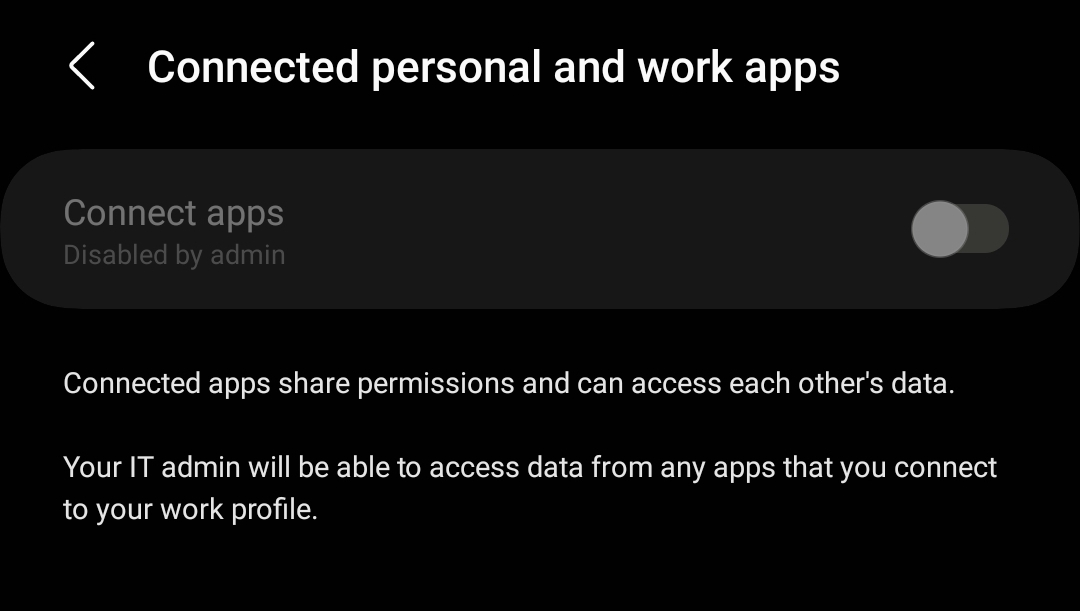 Connected personal and work apps
Connect apps
Disabled by admin
Connected apps share permissions and can access each other's data.
Your IT admin will be able to access data from any apps that you connect
to your work profile.